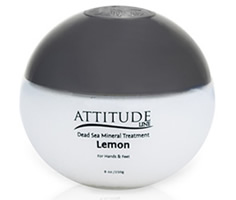 ATTITUDE
LINE
Dead Sea Mineral Treatment
Lemon
For Hands & Feet